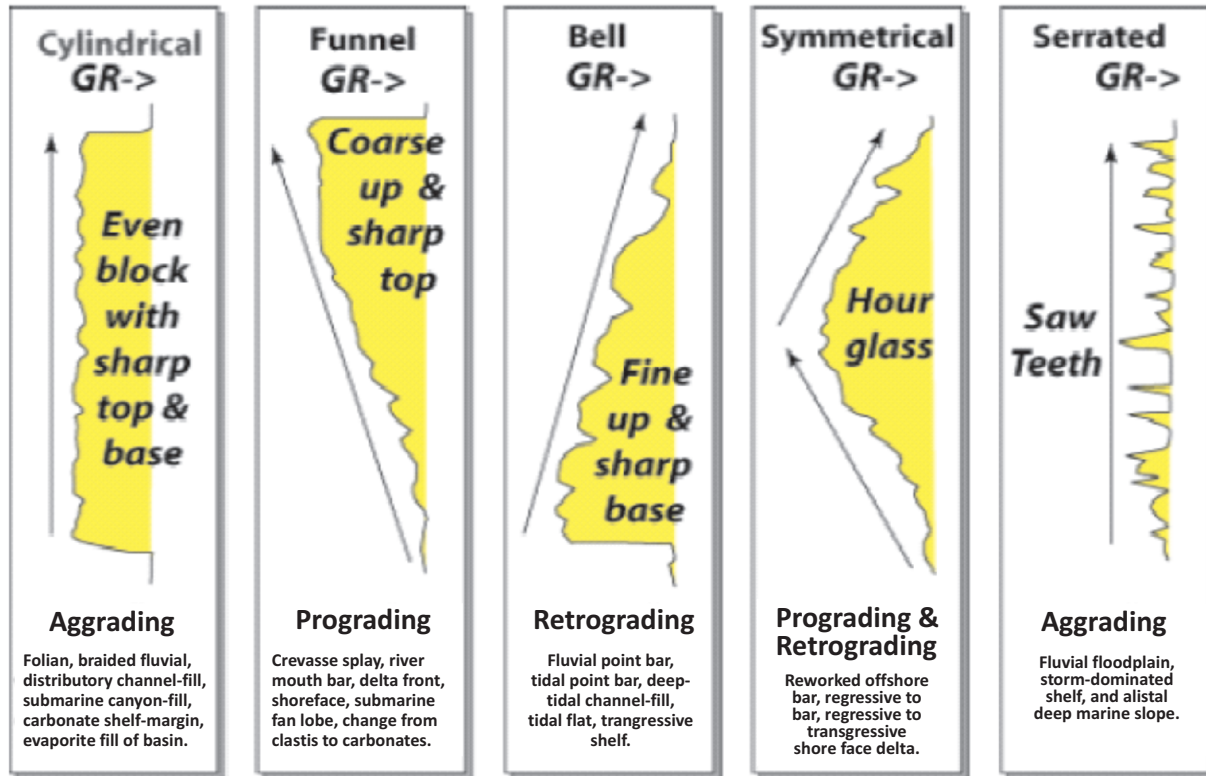 Cylindrical
GR->
Even
block
with
sharp
top &
base
Aggrading
Folian, braided fluvial,
distributory channel-fill,
submarine canyon-fill,
carbonate shelf-margin,
evaporite fill of basin.
Funnel
GR->
Coarse
up &
sharp
top
Prograding
Crevasse splay, river
mouth bar, delta front,
shoreface, submarine
fan lobe, change from
clastis to carbonates.
Bell
GR->
Fine
up &
sharp
base
Retrograding
Fluvial point bar,
tidal point bar, deep-
tidal channel-fill,
tidal flat, trangressive
shelf.
Symmetrical
GR->
Hour
glass
Prograding &
Retrograding
Reworked offshore
bar, regressive to
bar, regressive to
transgressive
shore face delta.
Serrated
GR->
Saw
Teeth
Aggrading
Fluvial floodplain,
storm-dominated
shelf, and alistal
deep marine slope.